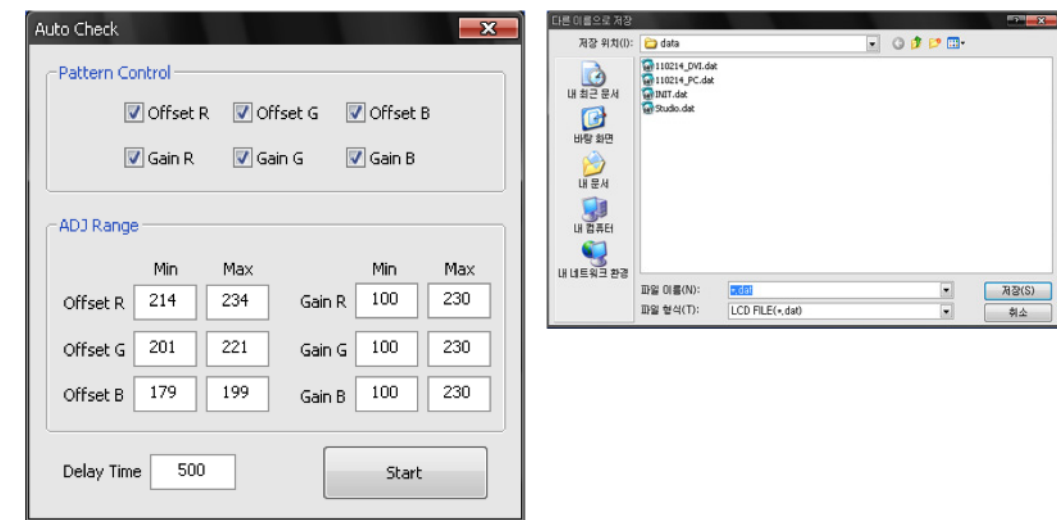 Auto Check
Pattern Control
Offset R Offset G Offset B
Gain R Gain G Gain B
ADJ Range
Min Max Min Max
Offset R 214 234 Gain R 100 230
Offset G 201 221 Gain G 100 230
Offset B 179 199 Gain B 100 230
Delay Time 500 Start
다른 이름으로 저장
저장 위치(I): data
110214_DVI.dat
110214_PC.dat
INIT.dat
Studio.dat
내 최근 문서
바탕 화면
내 문서
내 컴퓨터
내 네트워크 환경
파일 이름(N): *.dat 저장(S)
파일 형식(T): LCD FILE(*.dat) 취소